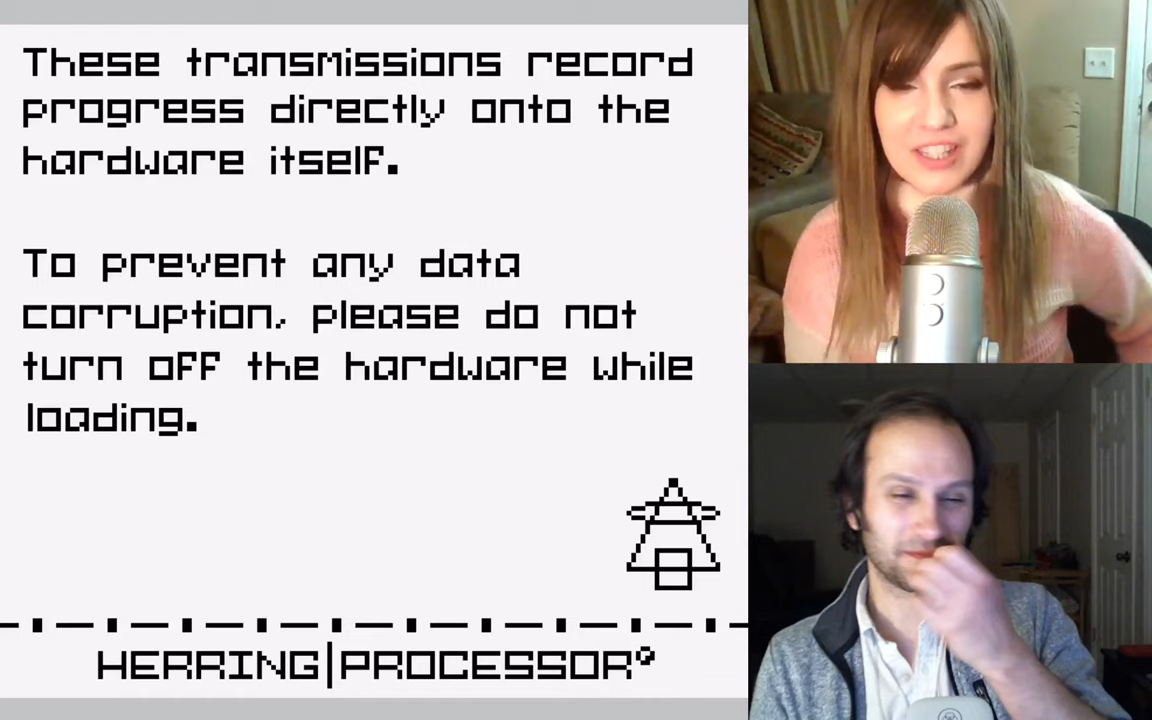 These transmissions record
progress directly onto the
hardware itself.
To prevent any data
corruption, please do not
turn off the hardware while
loading.
HERRING|PROCESSOR°